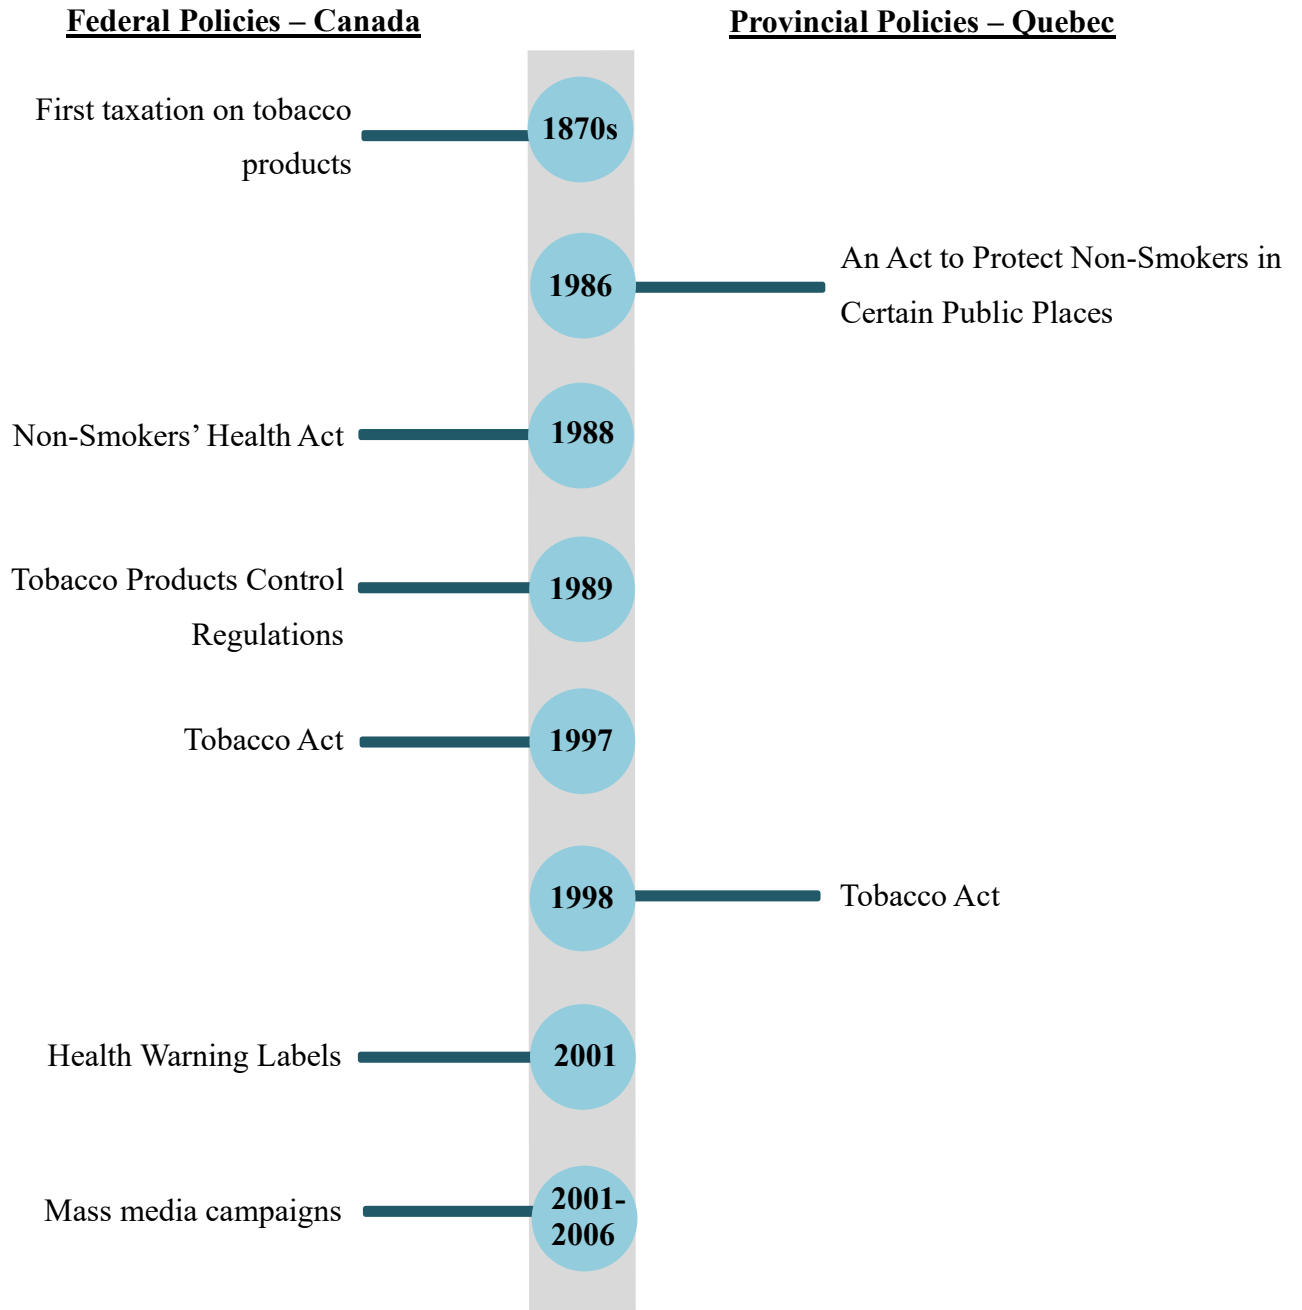 Federal Policies – Canada
Provincial Policies – Quebec
First taxation on tobacco
products
1870s
1986
An Act to Protect Non-Smokers in
Certain Public Places
Non-Smokers’ Health Act
1988
Tobacco Products Control
Regulations
1989
Tobacco Act
1997
1998
Tobacco Act
Health Warning Labels
2001
Mass media campaigns
2001-
2006